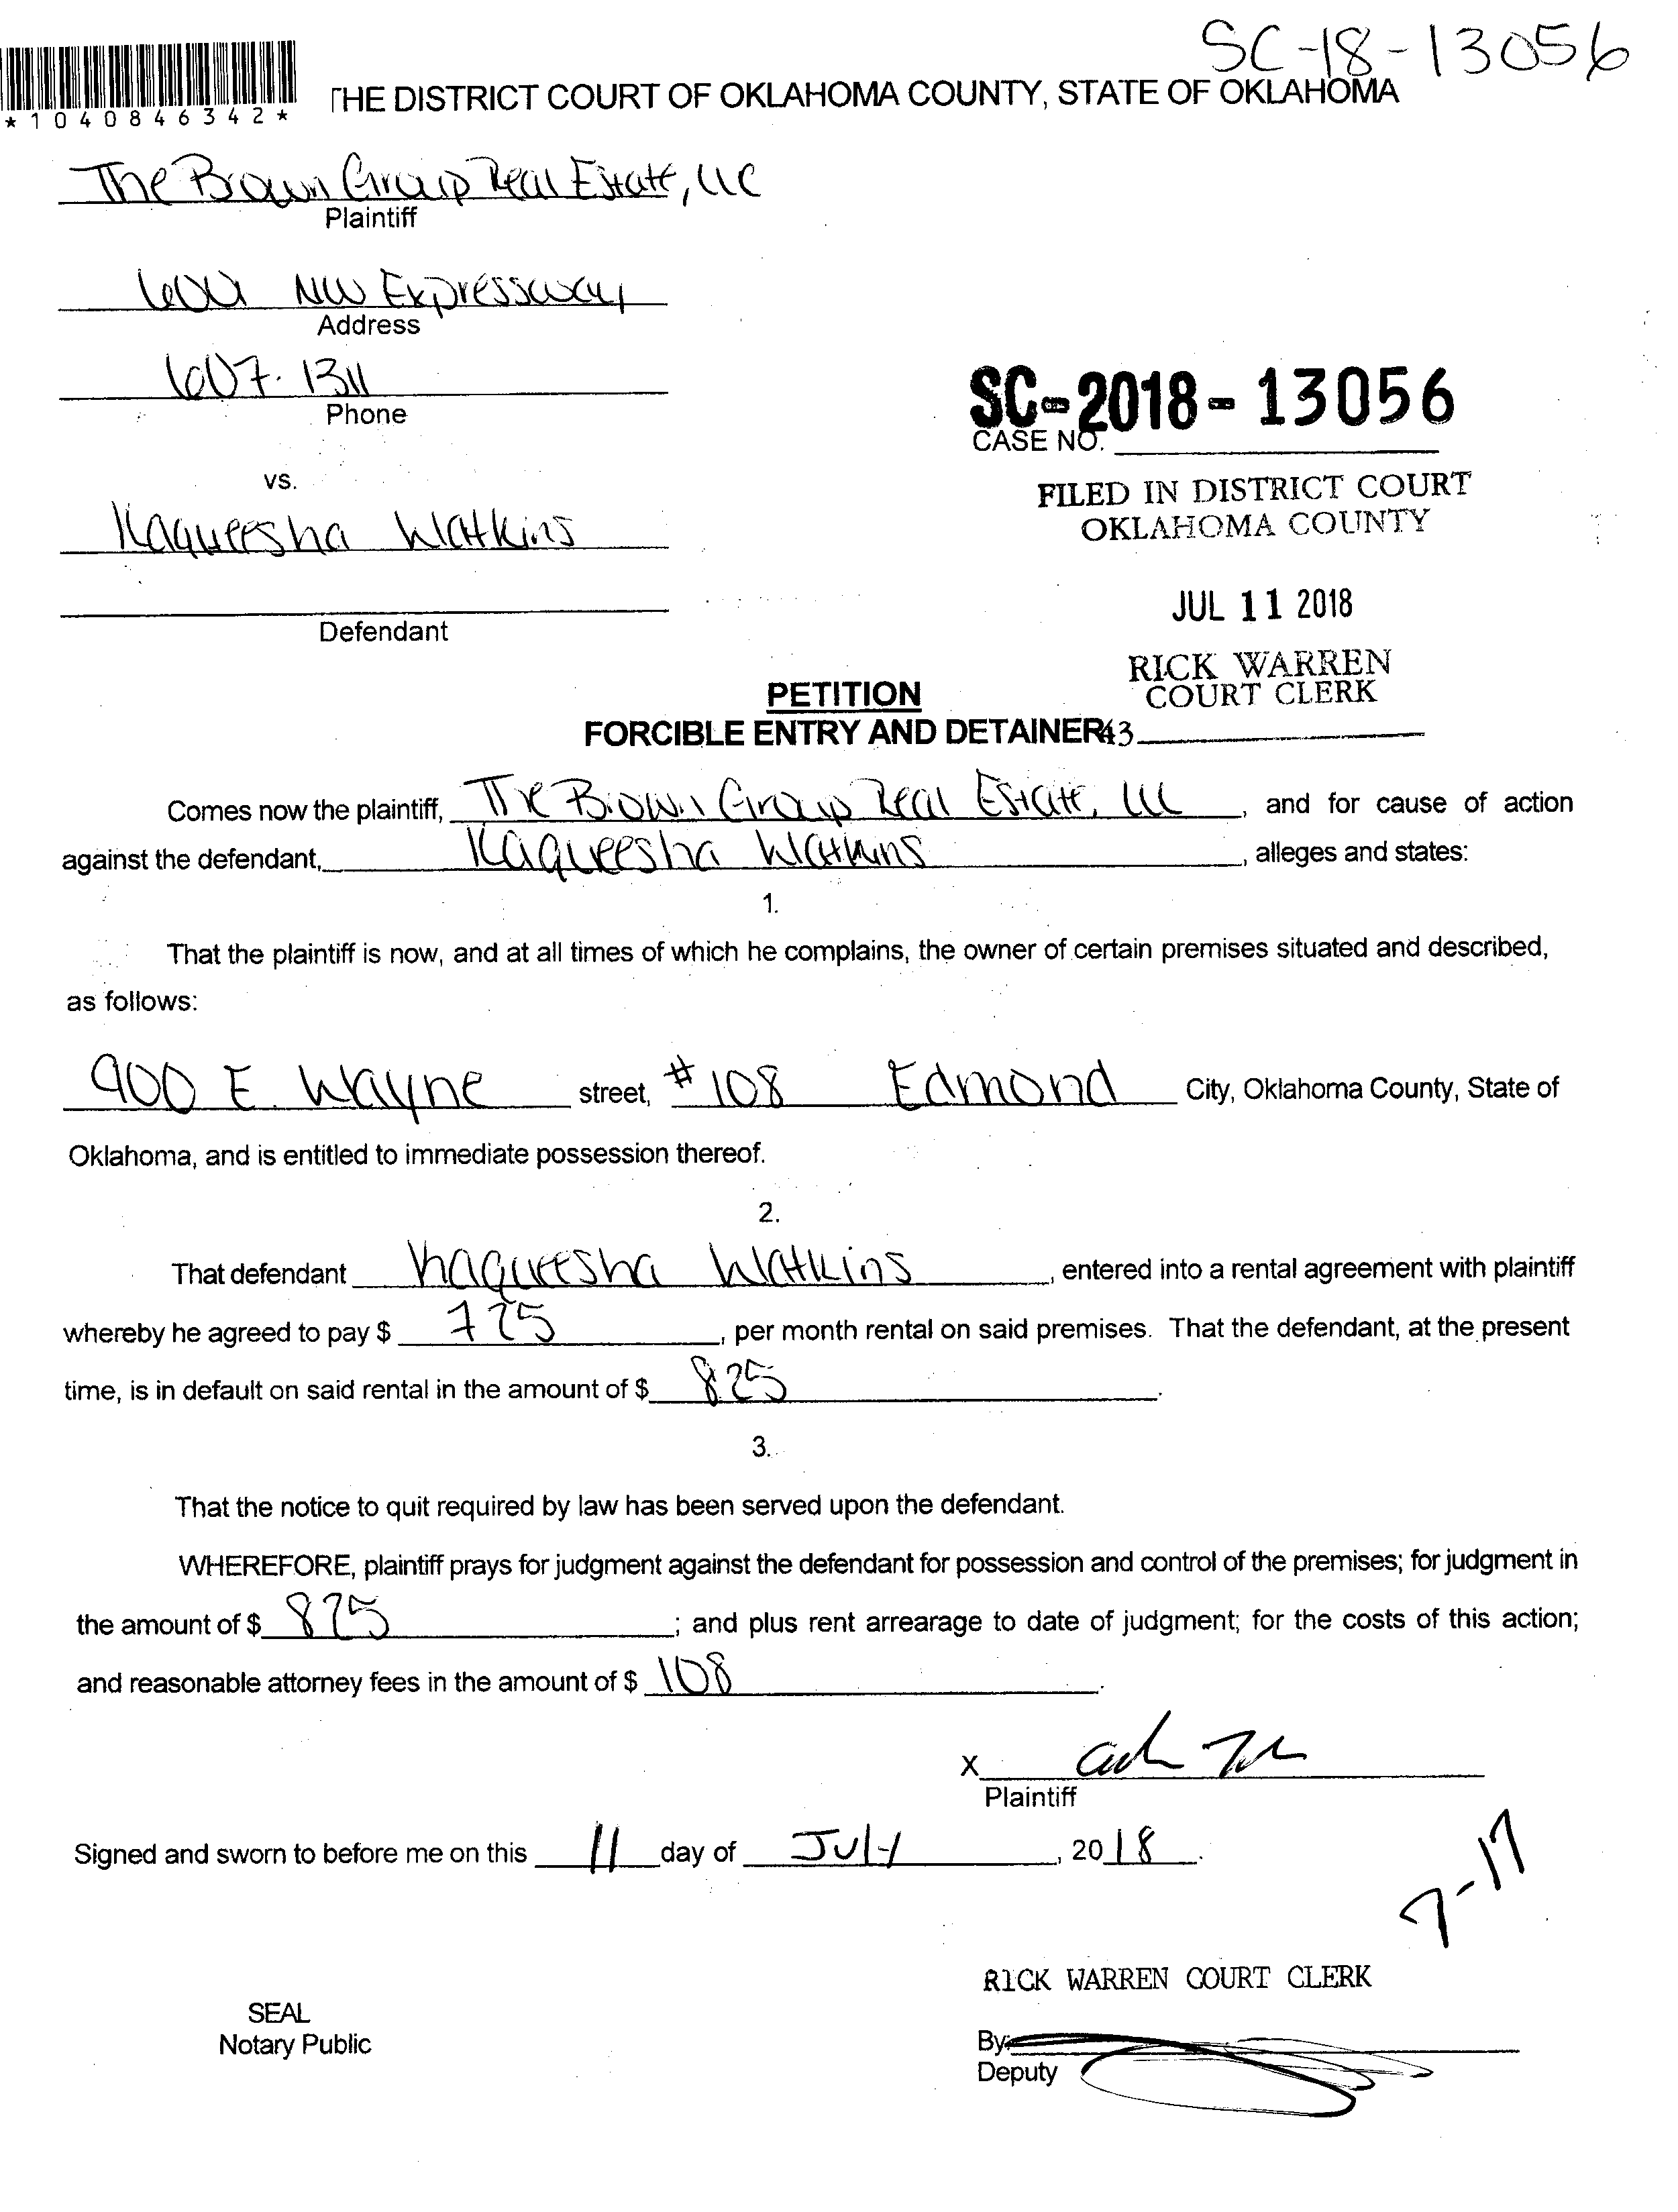 SC-18-13056
*1040846342*
THE DISTRICT COURT OF OKLAHOMA COUNTY, STATE OF OKLAHOMA
The Brown Group Real Estate, LLC
Plaintiff
NW Expressway
Address
607-1311
Phone
SC-2018-13056
CASE NO.
vs.
FILED IN DISTRICT COURT
OKLAHOMA COUNTY
Kaqueesha Watkins
JUL 11 2018
Defendant
RICK WARREN
COURT CLERK
PETITION
FORCIBLE ENTRY AND DETAINER
43
Comes now the plaintiff, The Brown Group Real Estate, LLC, and for cause of action
against the defendant, Kaqueesha Watkins, alleges and states:
1.
That the plaintiff is now, and at all times of which he complains, the owner of certain premises situated and described,
as follows:
900 E. Wayne street, #108 Edmond City, Oklahoma County, State of
Oklahoma, and is entitled to immediate possession thereof.
2.
That defendant Kaqueesha Watkins, entered into a rental agreement with plaintiff
whereby he agreed to pay $ 725, per month rental on said premises. That the defendant, at the present
time, is in default on said rental in the amount of $ 825.
3.
That the notice to quit required by law has been served upon the defendant.
WHEREFORE, plaintiff prays for judgment against the defendant for possession and control of the premises; for judgment in
the amount of $ 825; and plus rent arrearage to date of judgment; for the costs of this action;
and reasonable attorney fees in the amount of $ 108.
X
Plaintiff
Signed and sworn to before me on this 11 day of July, 2018.
7-17
RICK WARREN COURT CLERK
SEAL
Notary Public
By:
Deputy